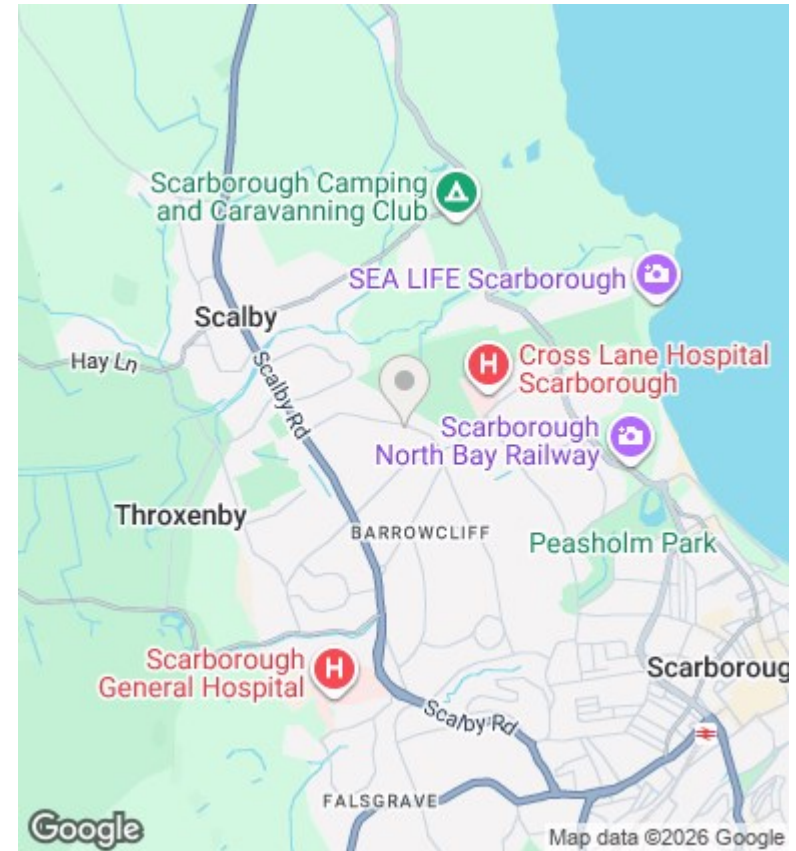 Scarborough Camping
and Caravanning Club
SEA LIFE Scarborough
Scalby
Hay Ln
Cross Lane Hospital
Scarborough
Scalby Rd
Scarborough
North Bay Railway
Throxenby
BARROWCLIFF
Peasholm Park
Scarborough
General Hospital
Scarboroug
Scalby Rd
FALSGRAVE
Google
Map data ©2026 Google